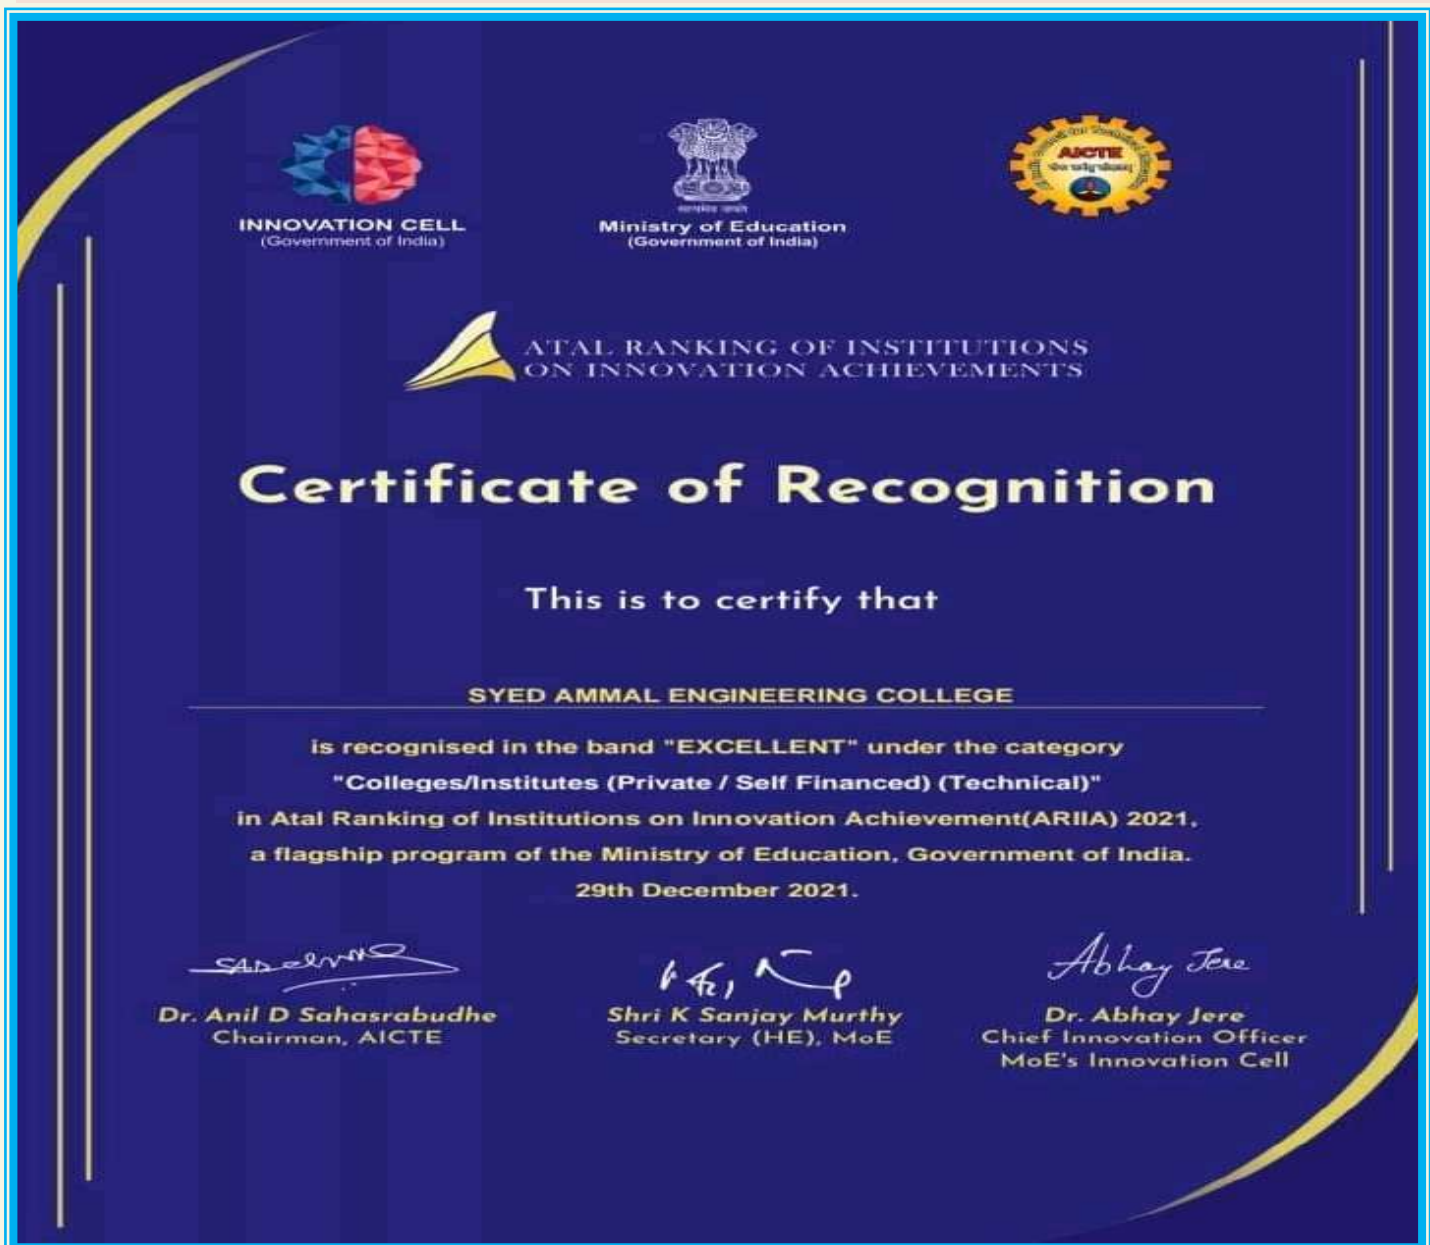 INNOVATION CELL
(Government of India)
सत्यमेव जयते
Ministry of Education
(Government of India)
AICTE
ATAL RANKING OF INSTITUTIONS
ON INNOVATION ACHIEVEMENTS
Certificate of Recognition
This is to certify that
SYED AMMAL ENGINEERING COLLEGE
is recognised in the band "EXCELLENT" under the category
"Colleges/Institutes (Private / Self Financed) (Technical)"
in Atal Ranking of Institutions on Innovation Achievement(ARIIA) 2021,
a flagship program of the Ministry of Education, Government of India.
29th December 2021.
Abhay Jere
Dr. Anil D Sahasrabudhe
Chairman, AICTE
Shri K Sanjay Murthy
Secretary (HE), MoE
Dr. Abhay Jere
Chief Innovation Officer
MoE's Innovation Cell